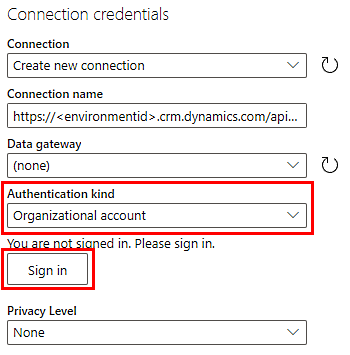 Connection credentials
Connection
Create new connection
Connection name
https://<environmentid>.crm.dynamics.com/api...
Data gateway
(none)
Authentication kind
Organizational account
You are not signed in. Please sign in.
Sign in
Privacy Level
None